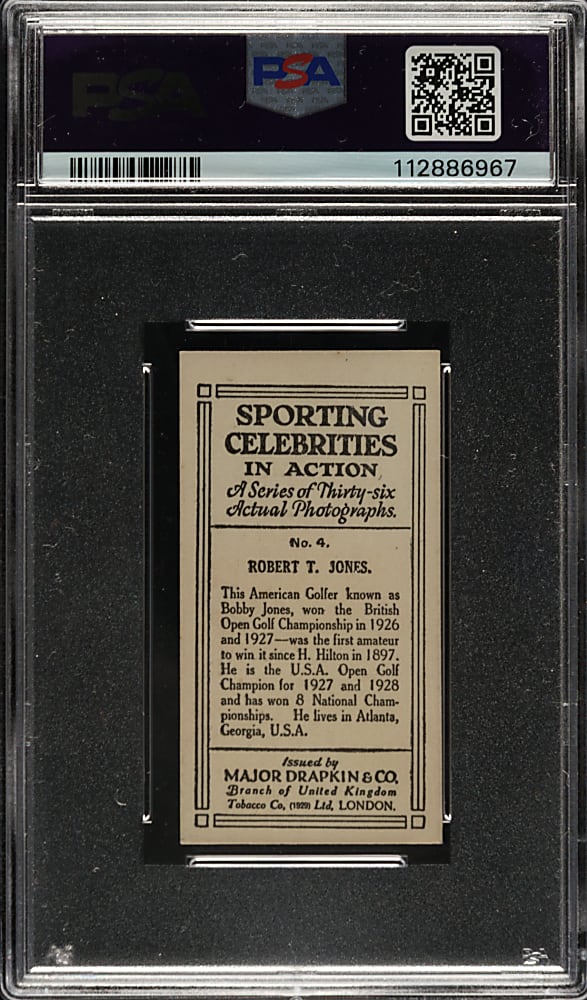 PSA
PSA
112886967
SPORTING
CELEBRITIES
IN ACTION
A Series of Thirty-six
Actual Photographs.
No. 4.
ROBERT T. JONES.
This American Golfer known as
Bobby Jones, won the British
Open Golf Championship in 1926
and 1927—was the first amateur
to win it since H. Hilton in 1897.
He is the U.S.A. Open Golf
Champion for 1927 and 1928
and has won 8 National Cham-
pionships. He lives in Atlanta,
Georgia, U.S.A.
Issued by
MAJOR DRAPKIN & CO,
Branch of United Kingdom
Tobacco Co, (1929) Ltd, LONDON.